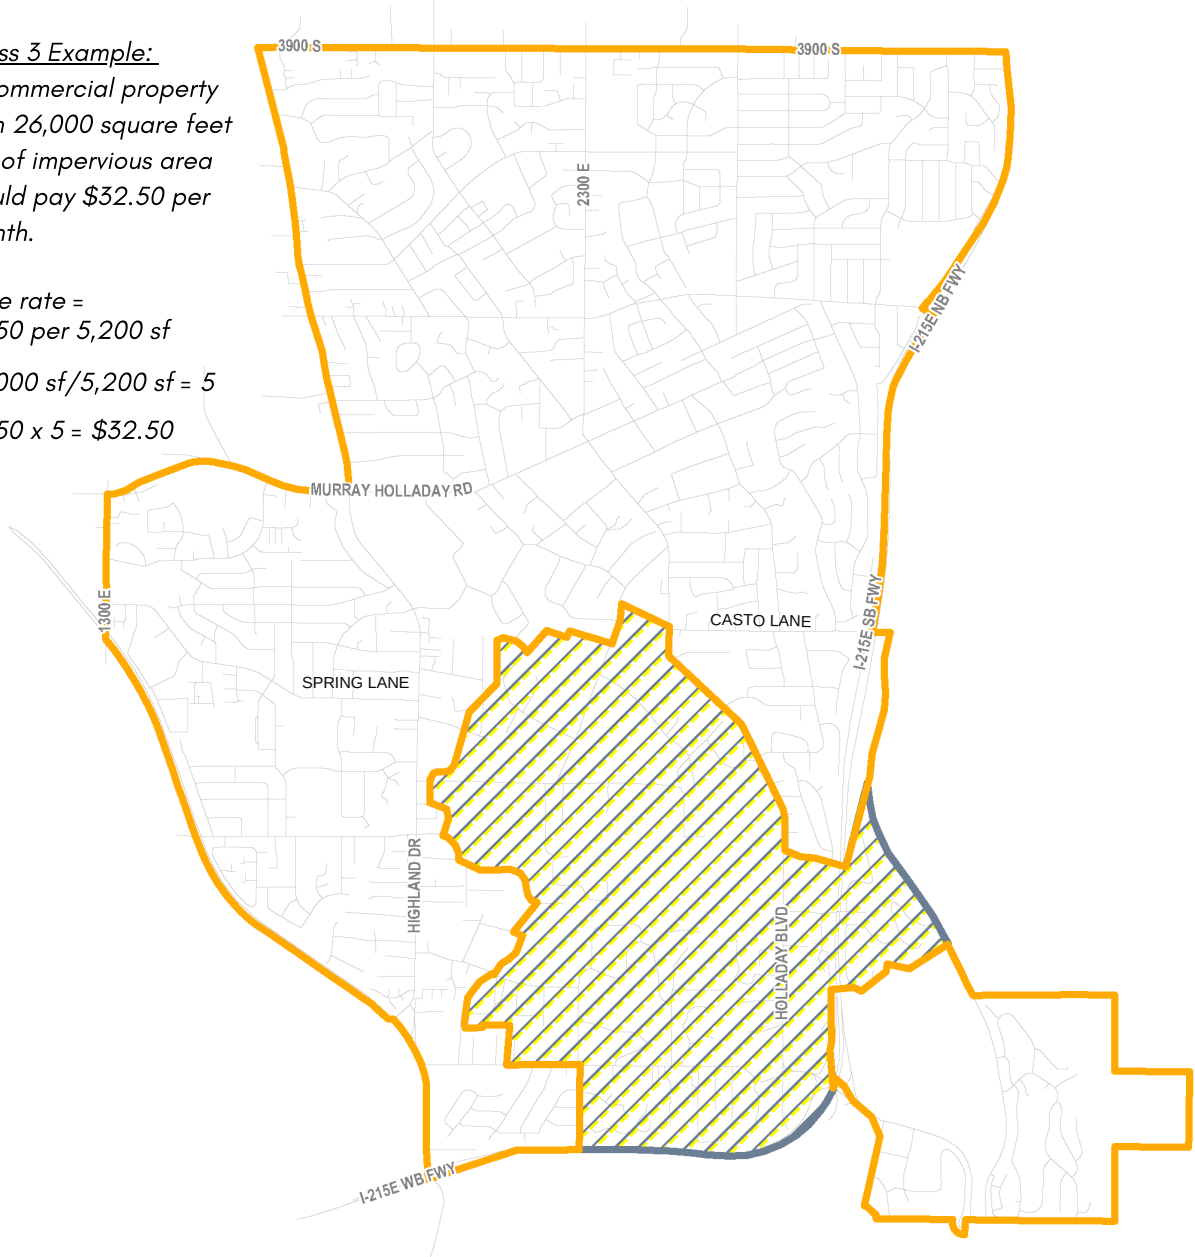 ss 3 Example:
ommercial property
n 26,000 square feet
of impervious area
uld pay $32.50 per
nth.
e rate =
50 per 5,200 sf
000 sf/5,200 sf = 5
50 x 5 = $32.50
3900 S
3900 S
2300 E
I-215E NB FWY
MURRAY HOLLADAY RD
1300 E
CASTO LANE
I-215E SB FWY
SPRING LANE
HIGHLAND DR
HOLLADAY BLVD
I-215E WB FWY